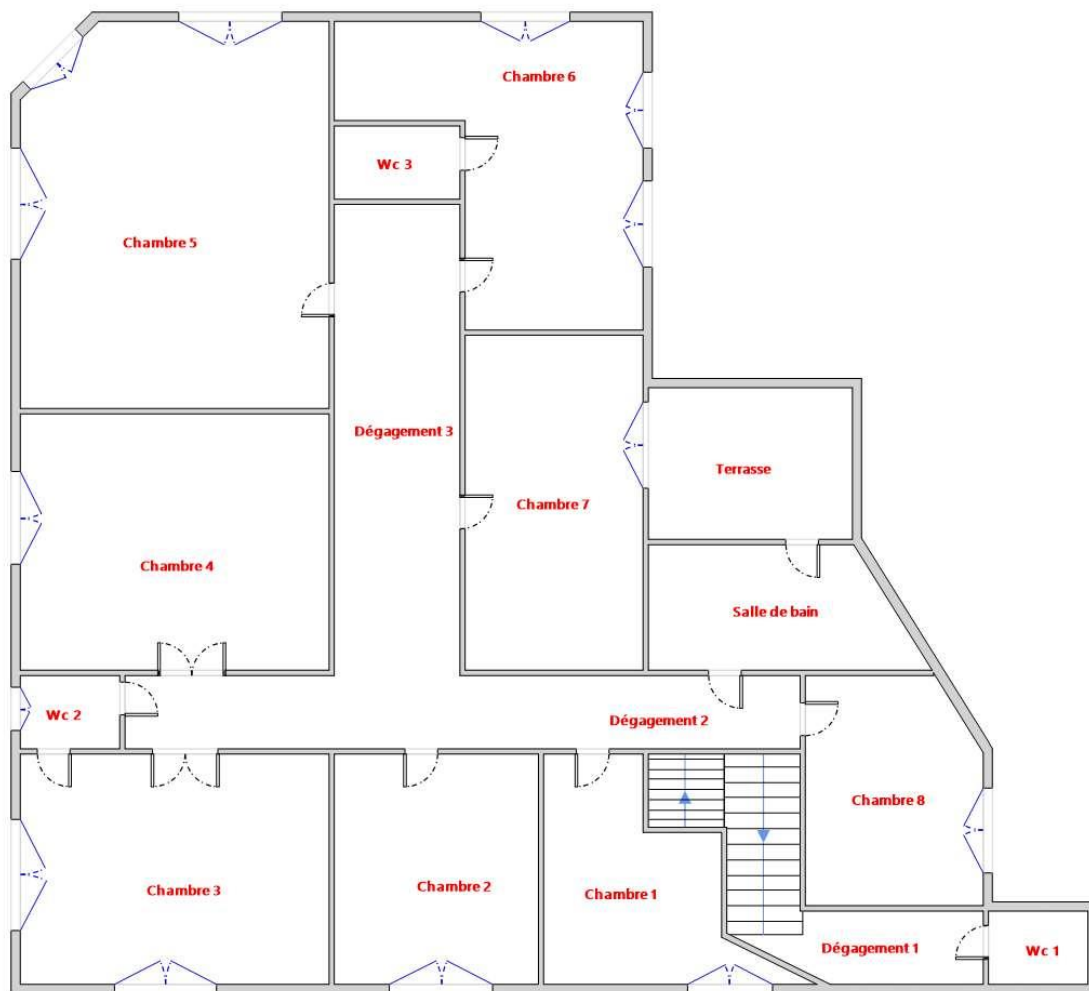 Chambre 6
Wc 3
Chambre 5
Dégagement 3
Terrasse
Chambre 7
Chambre 4
Salle de bain
Wc 2
Dégagement 2
Chambre 8
Chambre 3
Chambre 2
Chambre 1
Dégagement 1
Wc 1